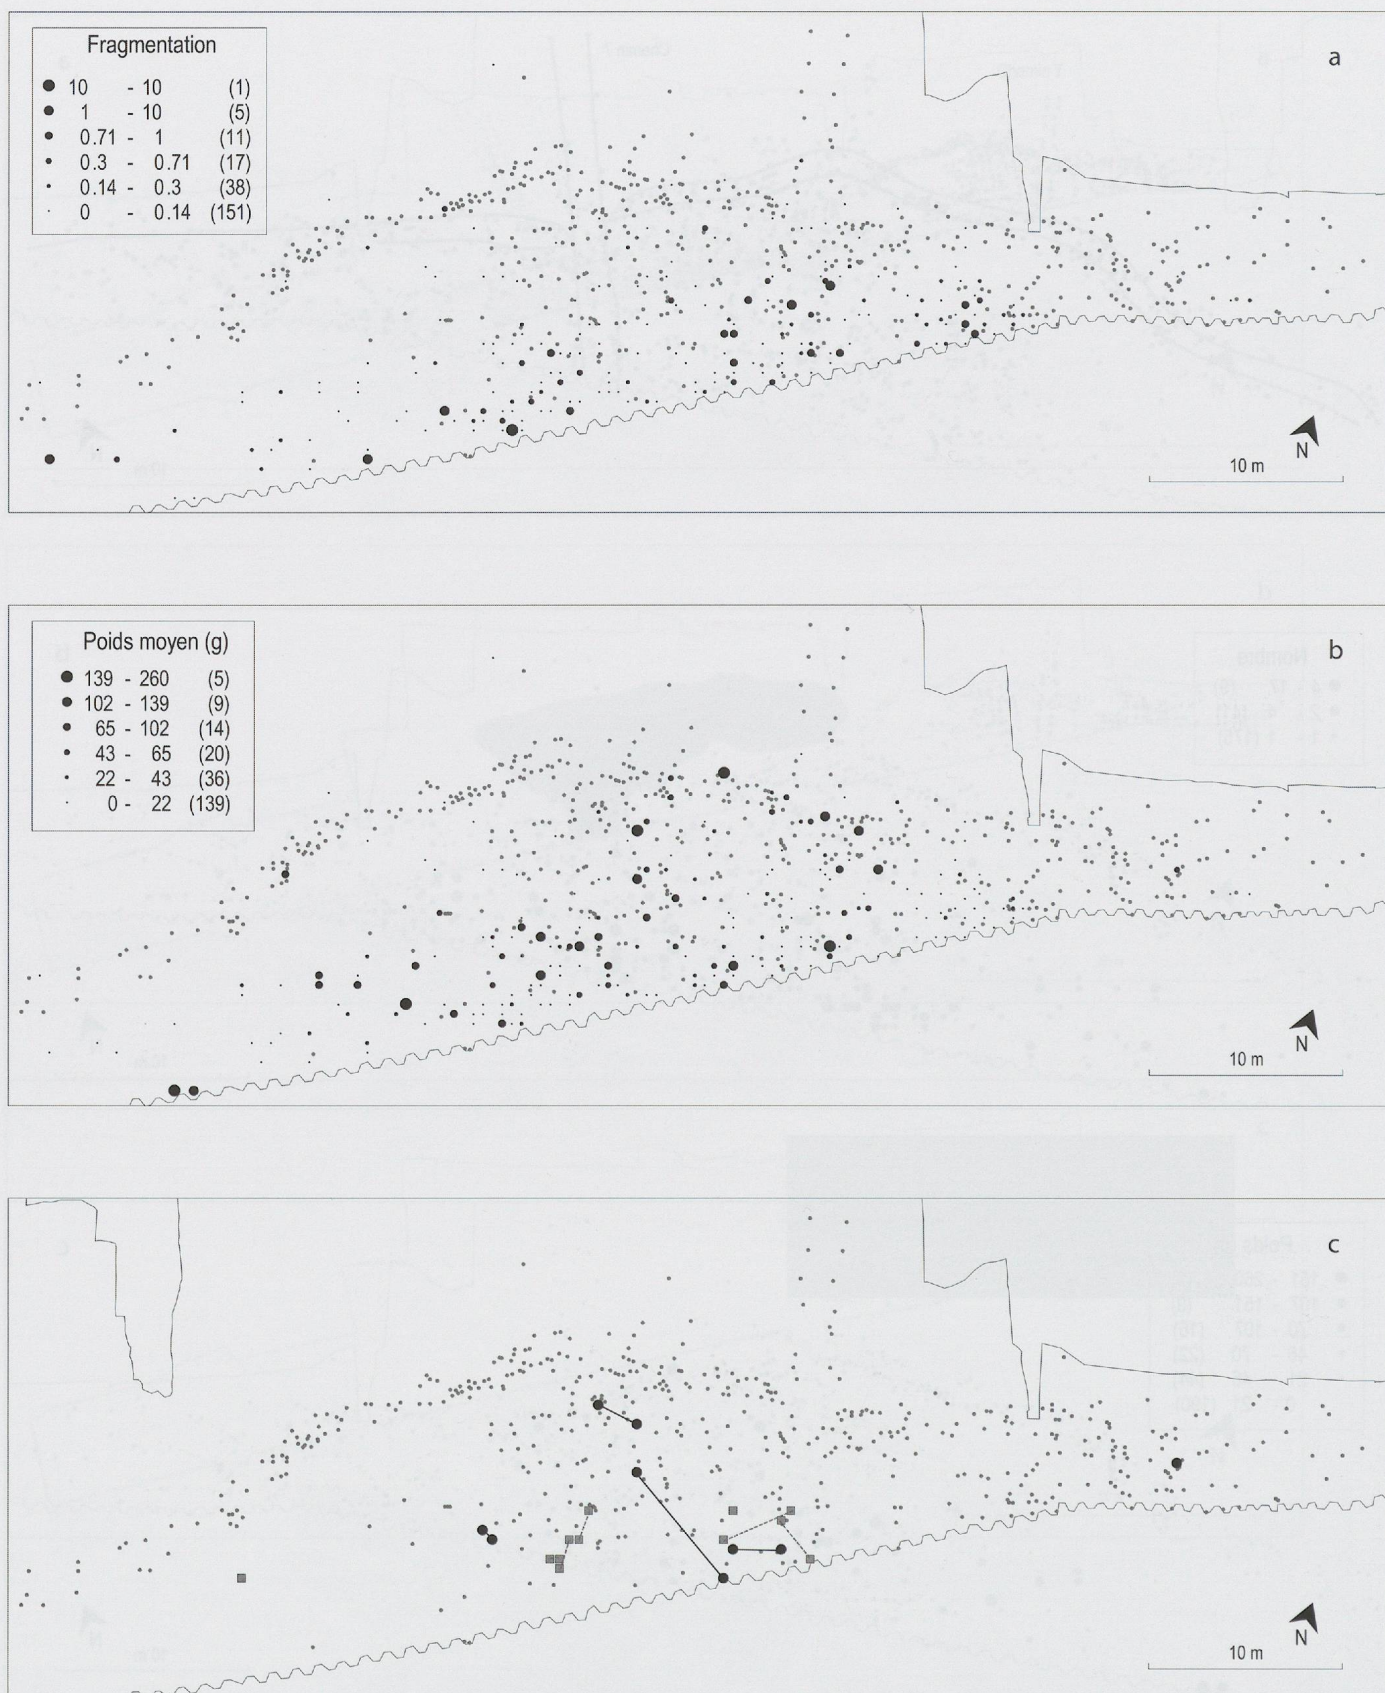 a
Fragmentation
10 - 10 (1)
1 - 10 (5)
0.71 - 1 (11)
0.3 - 0.71 (17)
0.14 - 0.3 (38)
0 - 0.14 (151)
N
10 m
b
Poids moyen (g)
139 - 260 (5)
102 - 139 (9)
65 - 102 (14)
43 - 65 (20)
22 - 43 (36)
0 - 22 (139)
N
10 m
c
N
10 m